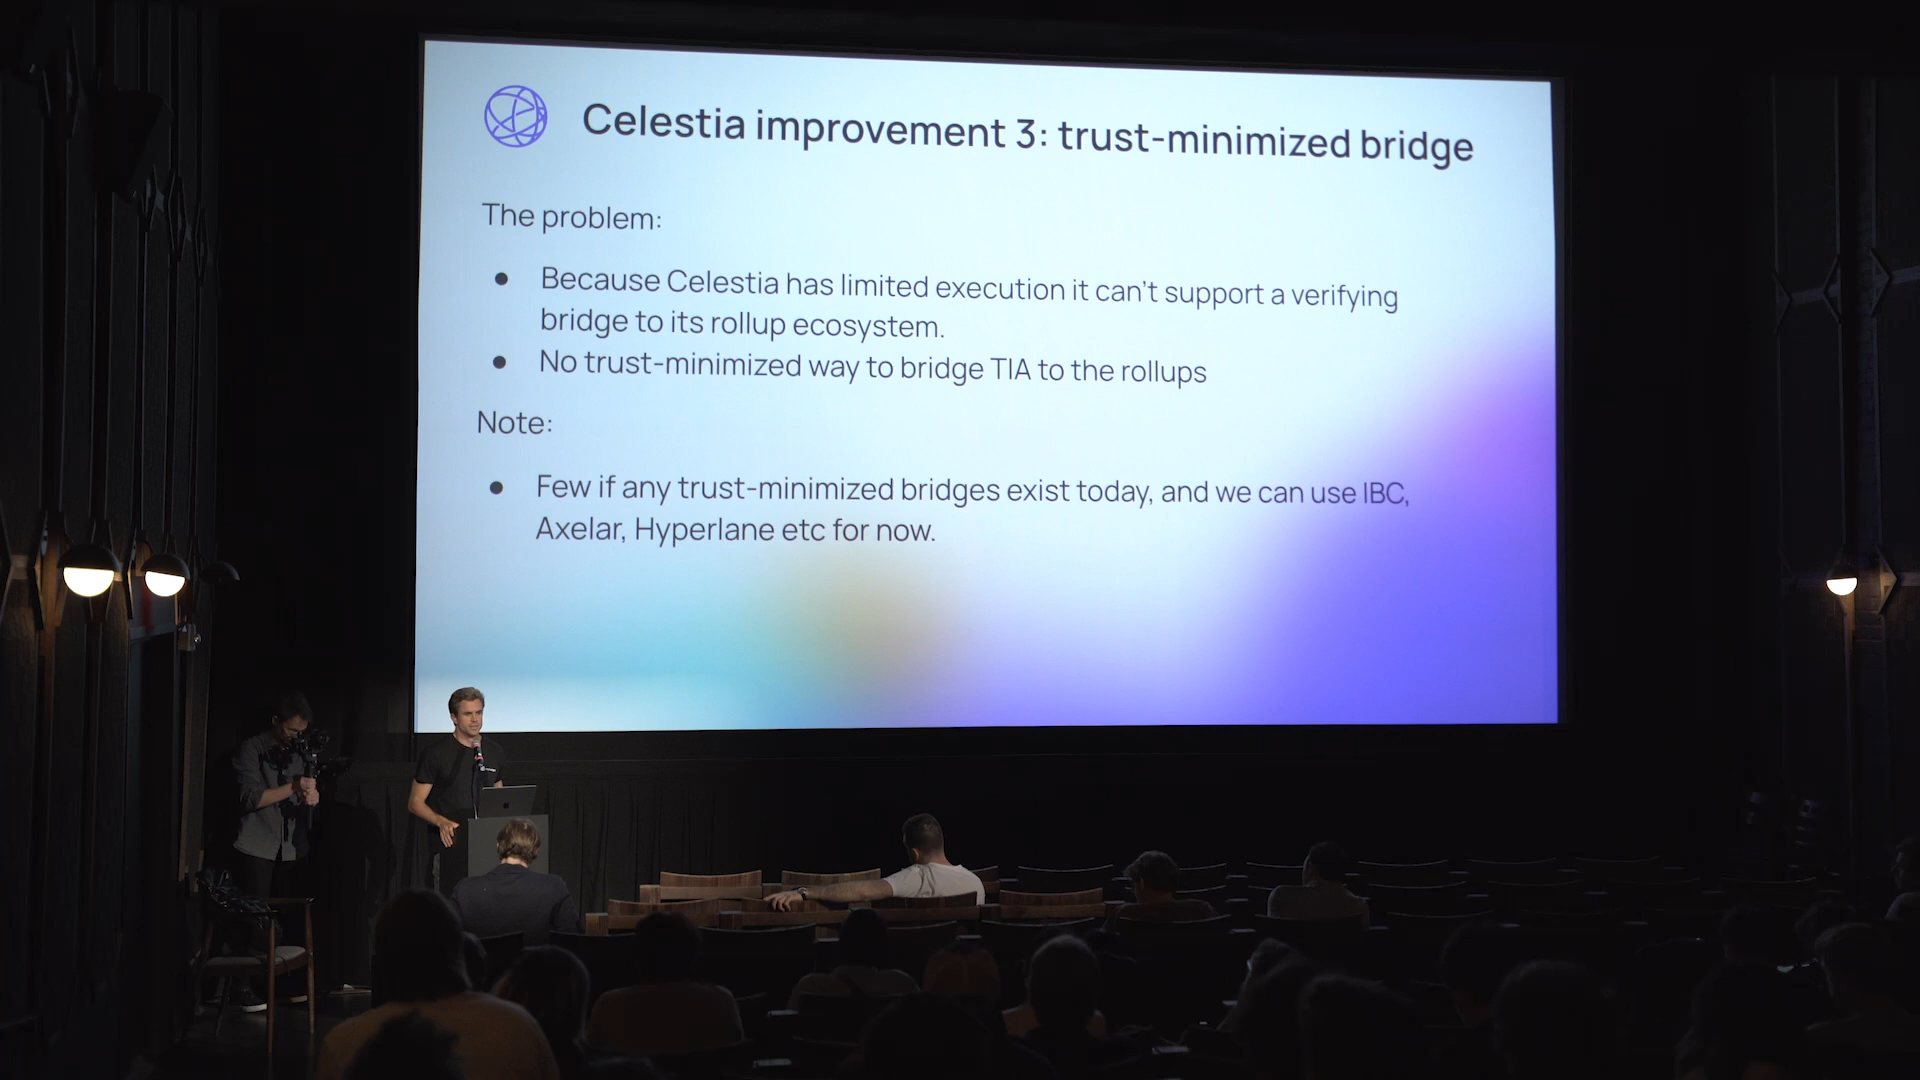 Celestia improvement 3: trust-minimized bridge
The problem:
● Because Celestia has limited execution it can't support a verifying
bridge to its rollup ecosystem.
● No trust-minimized way to bridge TIA to the rollups
Note:
● Few if any trust-minimized bridges exist today, and we can use IBC,
Axelar, Hyperlane etc for now.